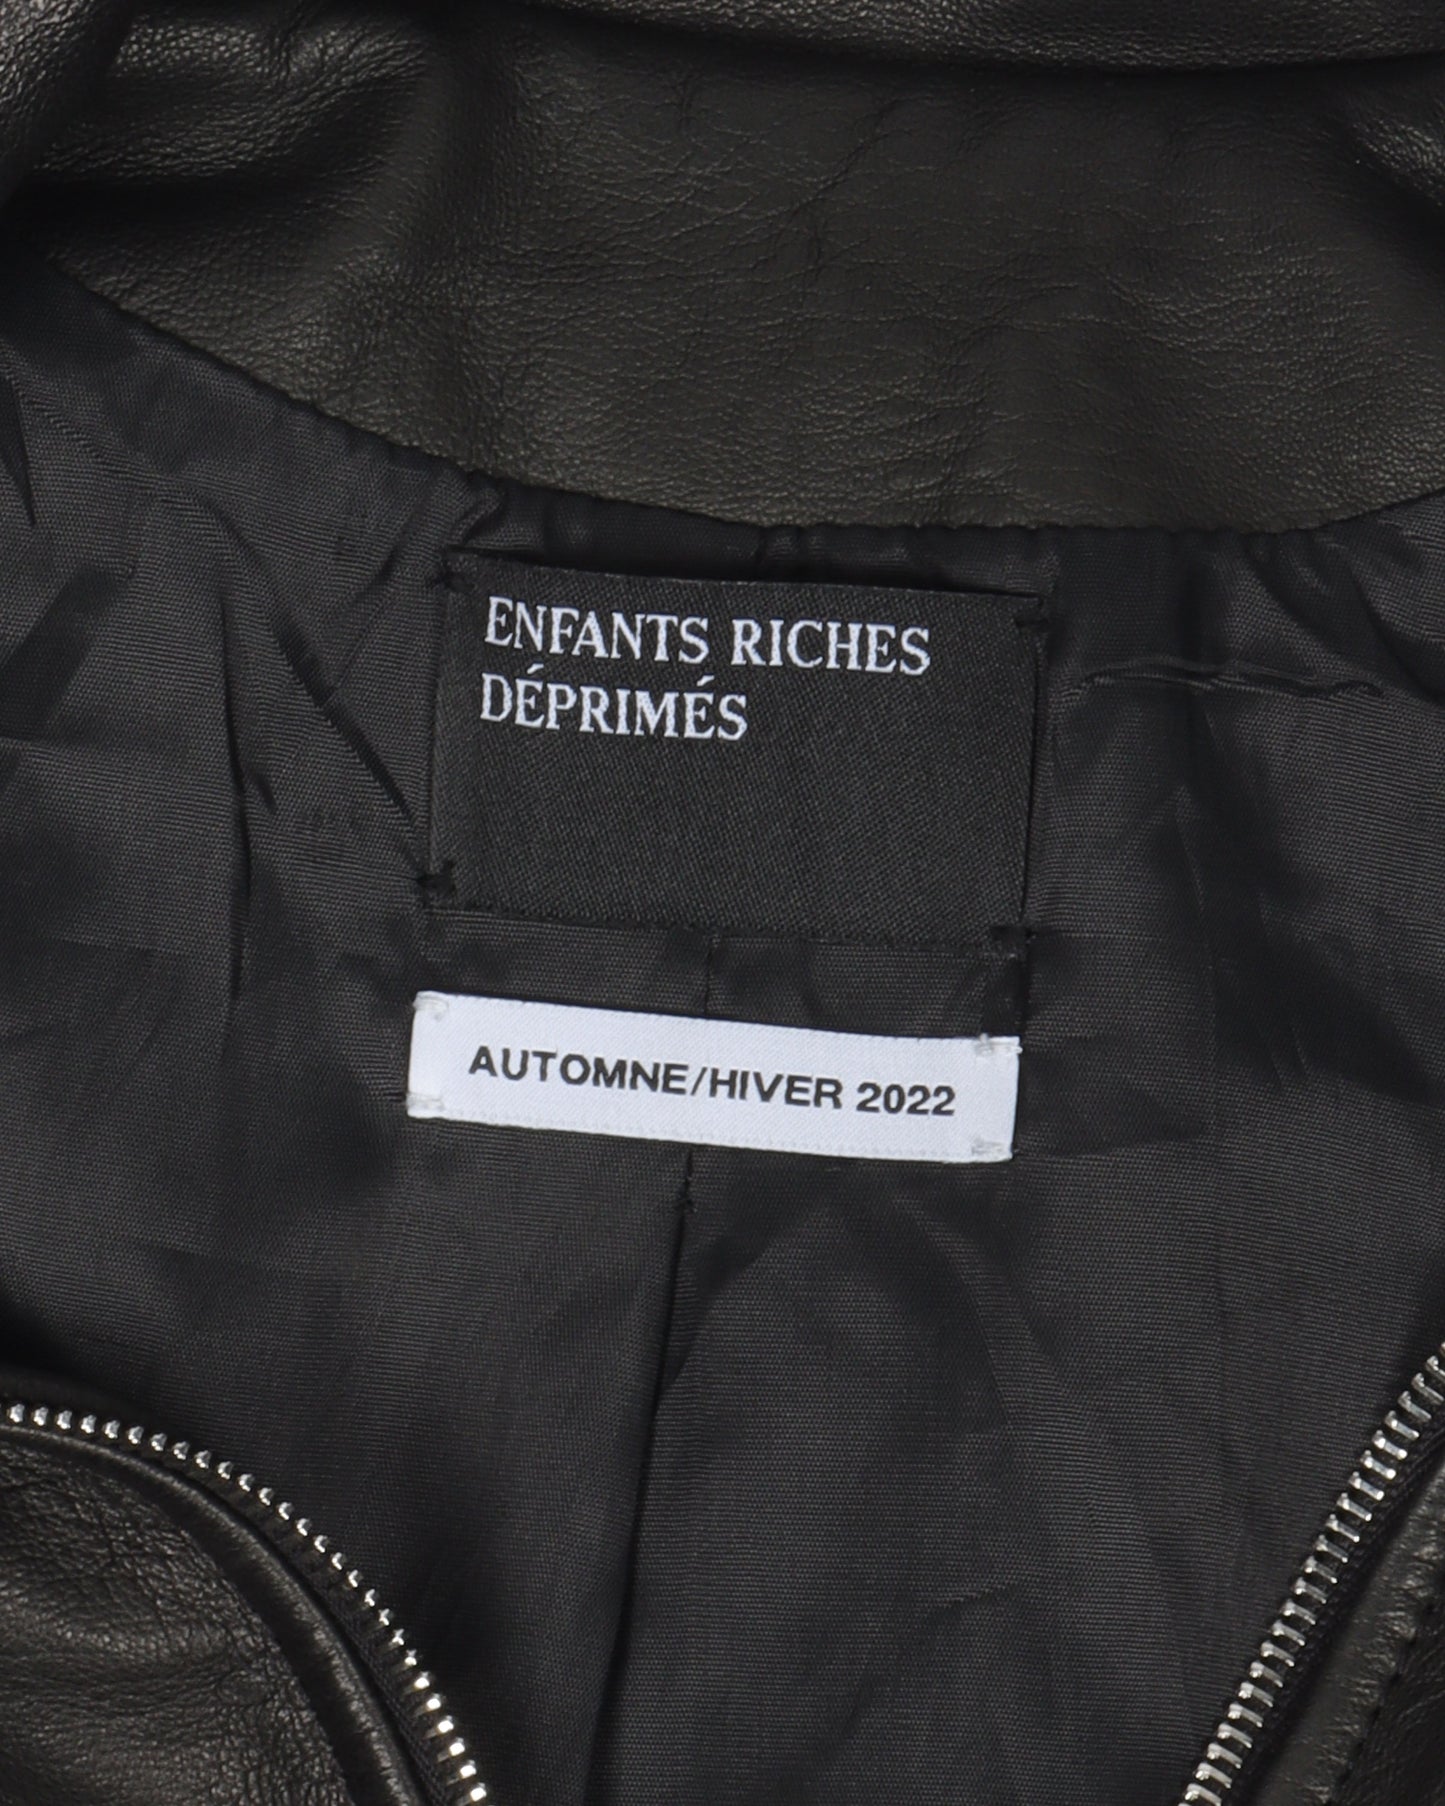 ENFANTS RICHES
DÉPRIMÉS
AUTOMNE/HIVER 2022